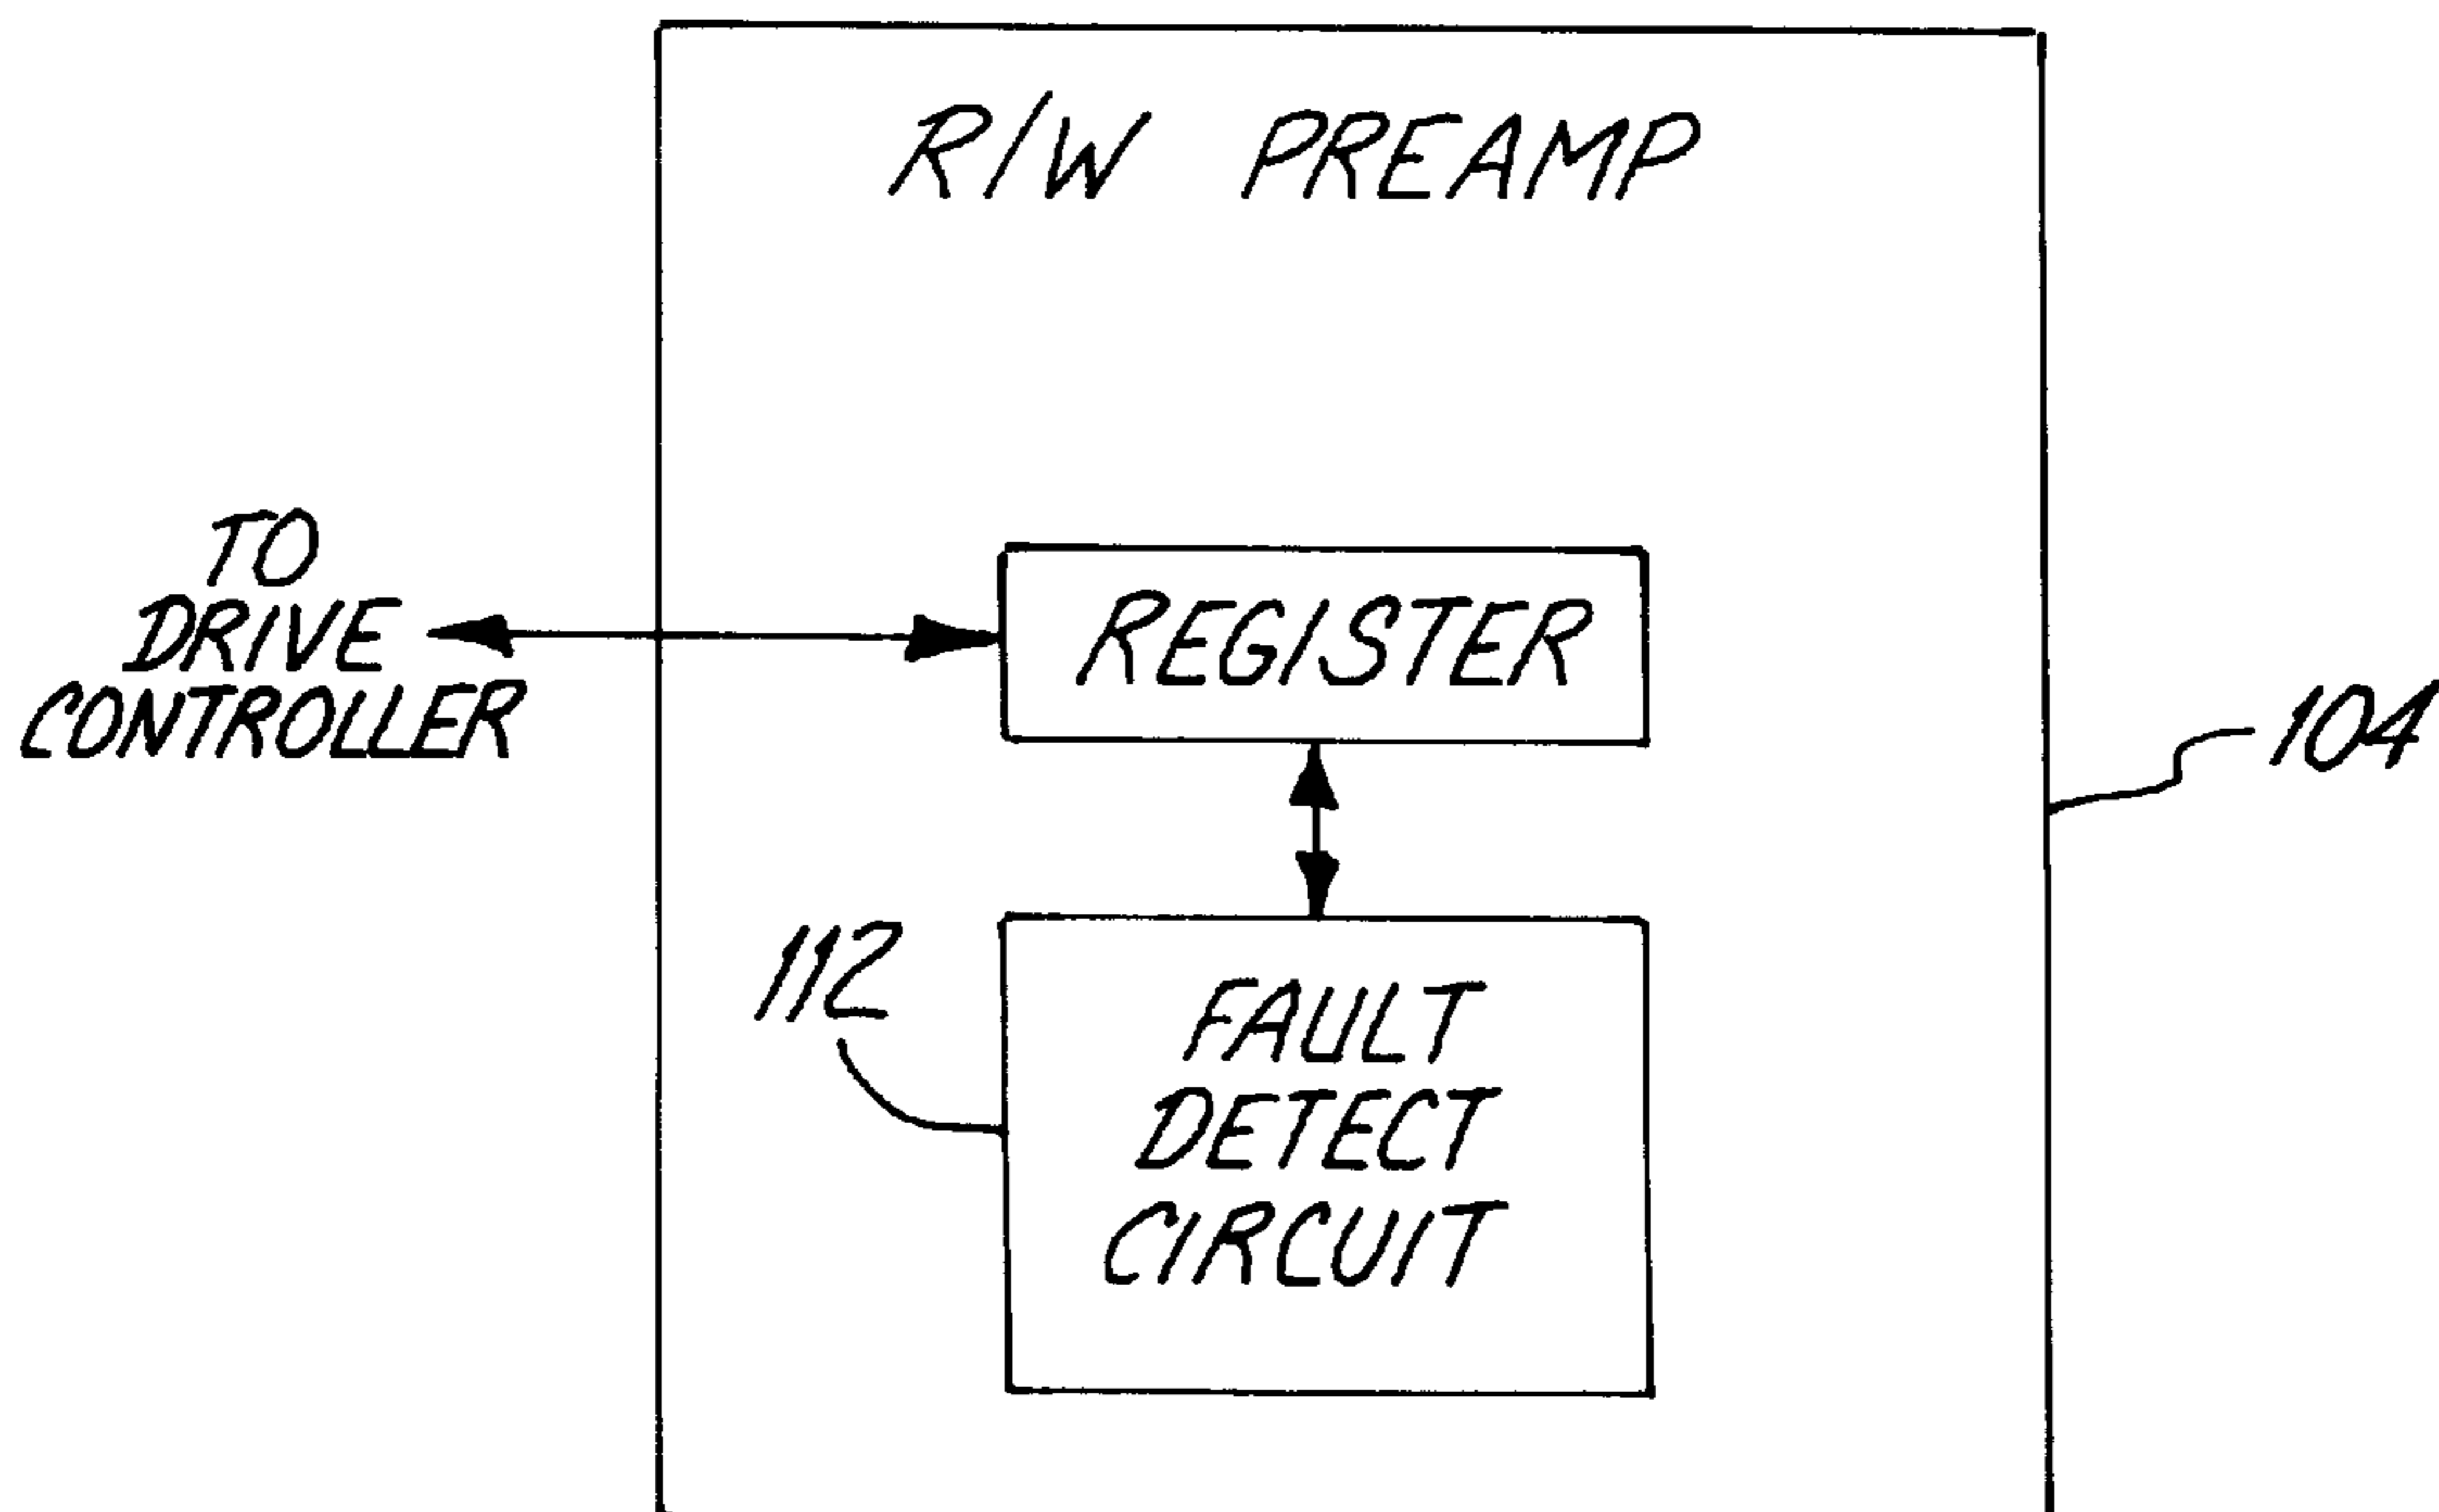 R/W PREAMP
TO
DRIVE
CONTROLLER
REGISTER
104
112
FAULT
DETECT
CIRCUIT